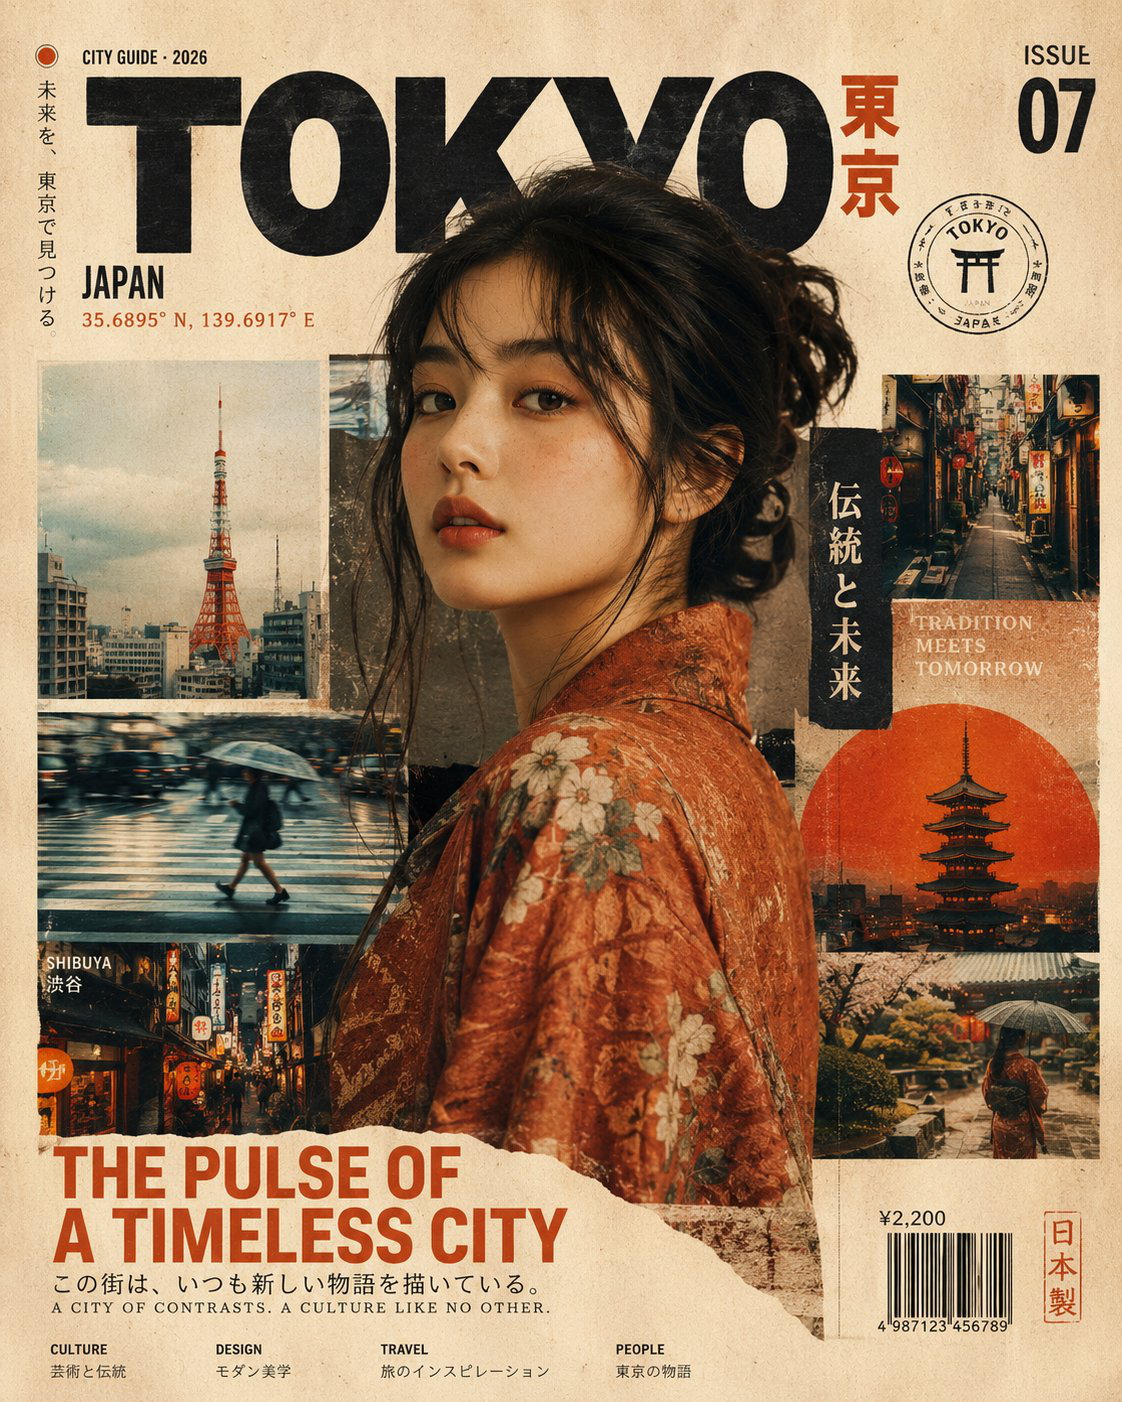 CITY GUIDE · 2026
ISSUE
07
TOKYO
東京
未来を、東京で見つける。
JAPAN
35.6895° N, 139.6917° E
TOKYO
JAPAN
JAPAN
伝統と未来
TRADITION
MEETS
TOMORROW
SHIBUYA
渋谷
THE PULSE OF
A TIMELESS CITY
この街は、いつも新しい物語を描いている。
A CITY OF CONTRASTS. A CULTURE LIKE NO OTHER.
¥2,200
4 987123 456789
日本製
CULTURE
芸術と伝統
DESIGN
モダン美学
TRAVEL
旅のインスピレーション
PEOPLE
東京の物語